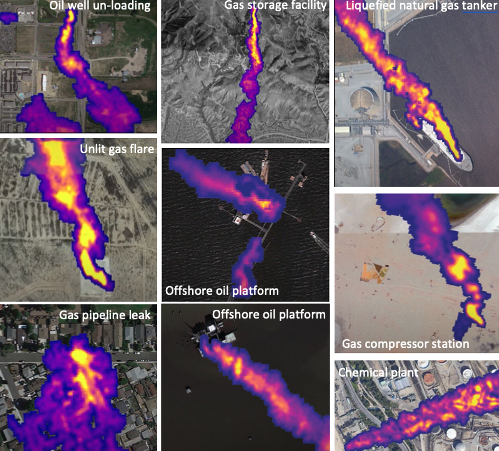 Oil well un-loading
Gas storage facility
Liquefied natural gas tanker
Unlit gas flare
Offshore oil platform
Gas compressor station
Gas pipeline leak
Offshore oil platform
Chemical plant